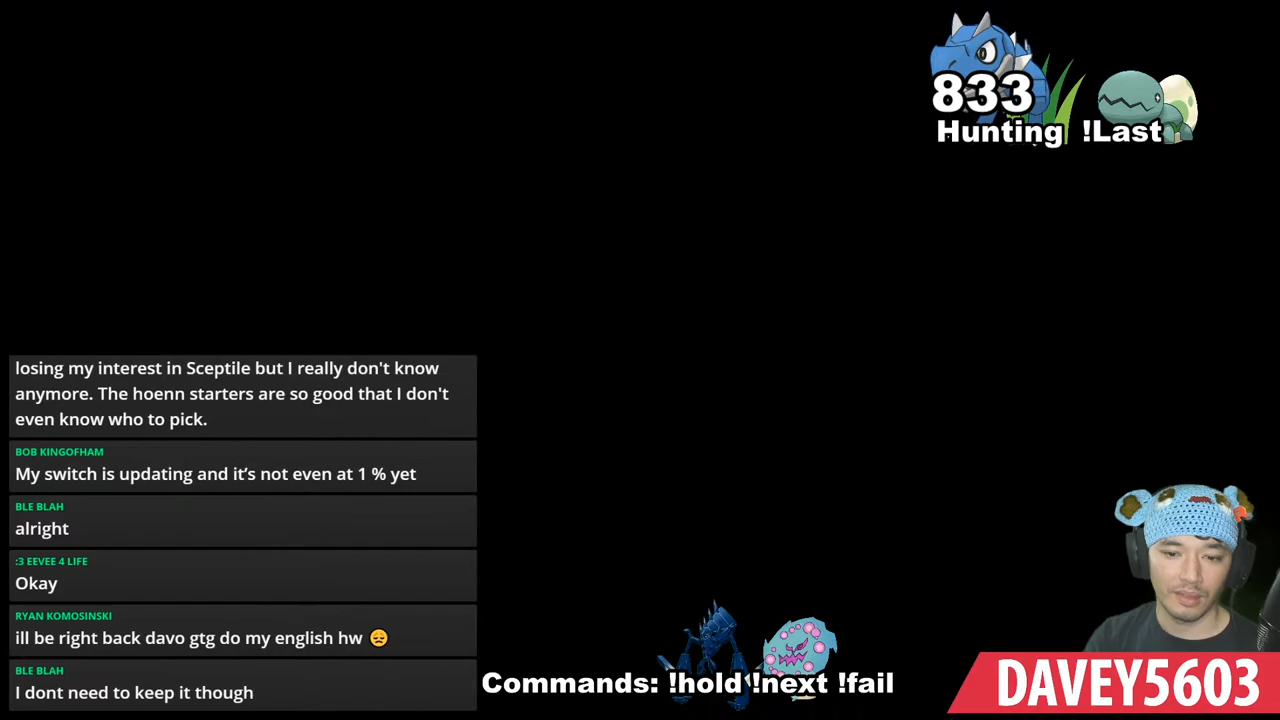 833
Hunting !Last
losing my interest in Sceptile but I really don't know
anymore. The hoenn starters are so good that I don't
even know who to pick.
BOB KINGOFHAM
My switch is updating and it’s not even at 1 % yet
BLE BLAH
alright
:3 EEVEE 4 LIFE
Okay
RYAN KOMOSINSKI
ill be right back davo gtg do my english hw 😞
BLE BLAH
I dont need to keep it though
Commands: !hold !next !fail
DAVEY5603